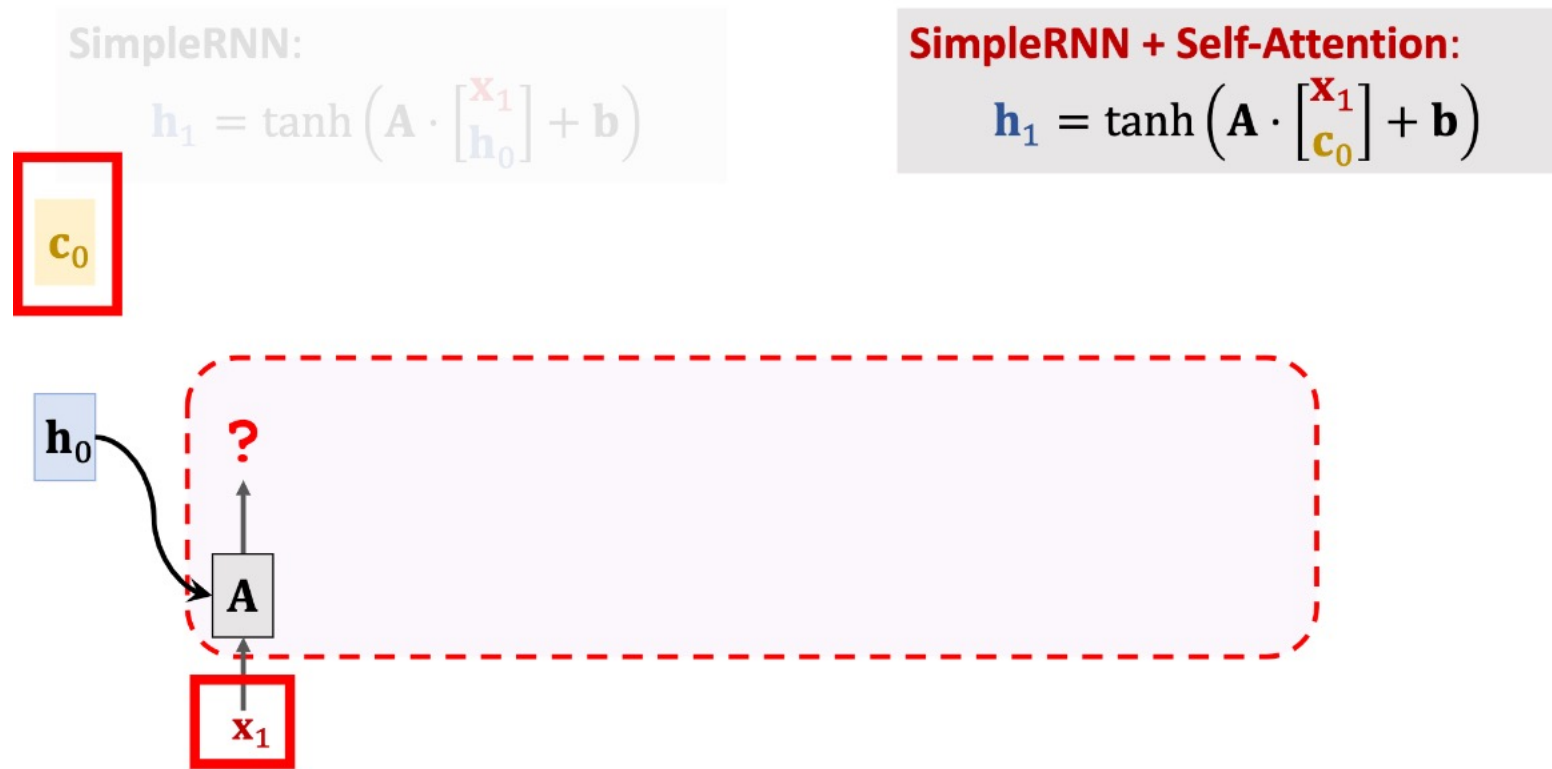 SimpleRNN:
h₁ = tanh(A · [x₁ h₀] + b)
SimpleRNN + Self-Attention:
h₁ = tanh(A · [x₁ c₀] + b)
c₀
h₀
?
A
x₁